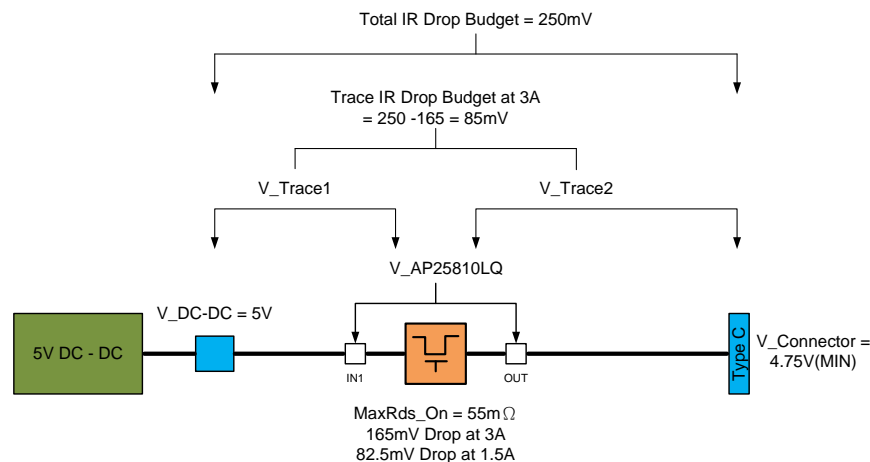 Total IR Drop Budget = 250mV
Trace IR Drop Budget at 3A
= 250 -165 = 85mV
V_Trace1
V_Trace2
V_AP25810LQ
V_DC-DC = 5V
5V DC - DC
IN1
OUT
Type C
V_Connector =
4.75V(MIN)
MaxRds_On = 55mΩ
165mV Drop at 3A
82.5mV Drop at 1.5A